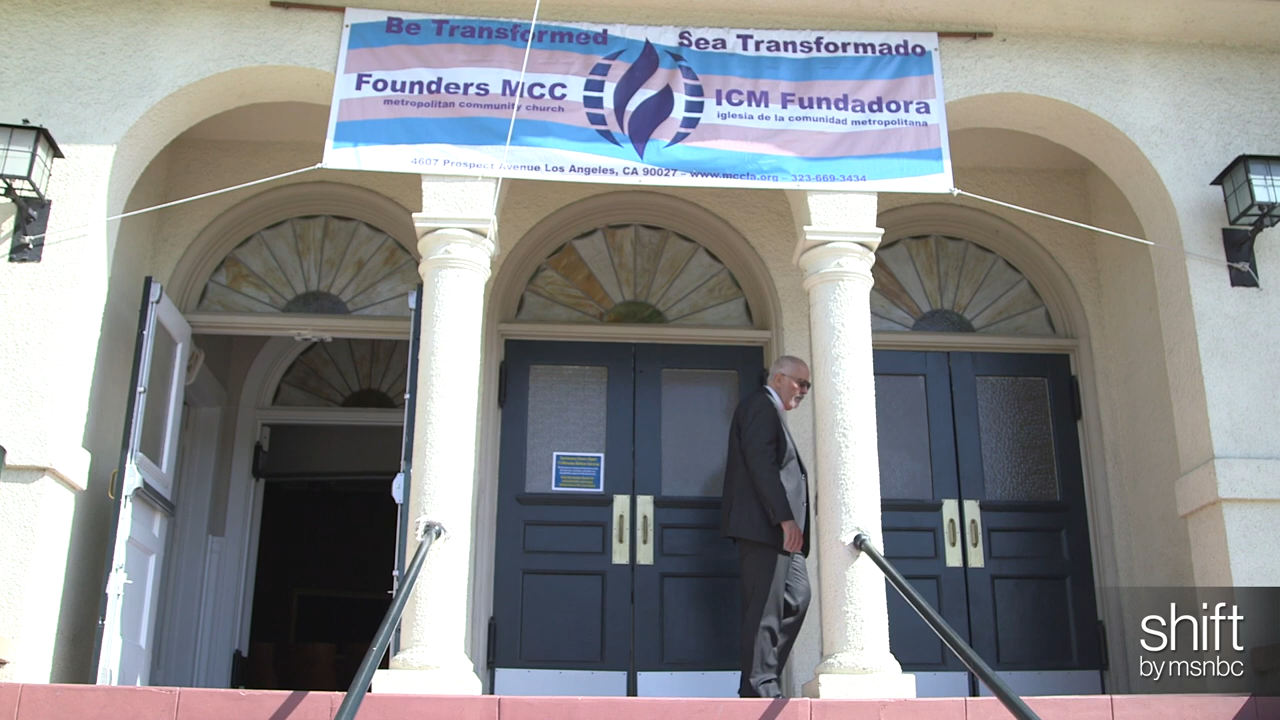 Be Transformed
Sea Transformado
Founders MCC
metropolitan community church
ICM Fundadora
iglesia de la comunidad metropolitana
4607 Prospect Avenue Los Angeles, CA 90027 – www.mccla.org – 323-669-3434
shift
by msnbc